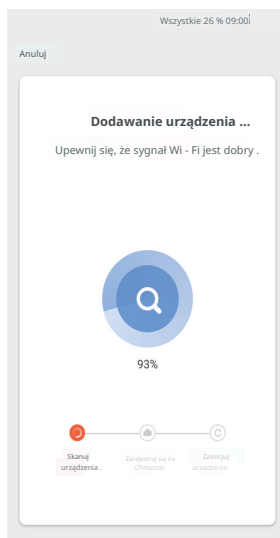 Wszystkie 26 % 09:00
Anuluj
Dodawanie urządzenia ...
Upewnij się, że sygnał Wi - Fi jest dobry .
93%
Skanuj
urządzenia .
Zarejestruj się na
Chmurze.
Zainicjuj
urządzenie.